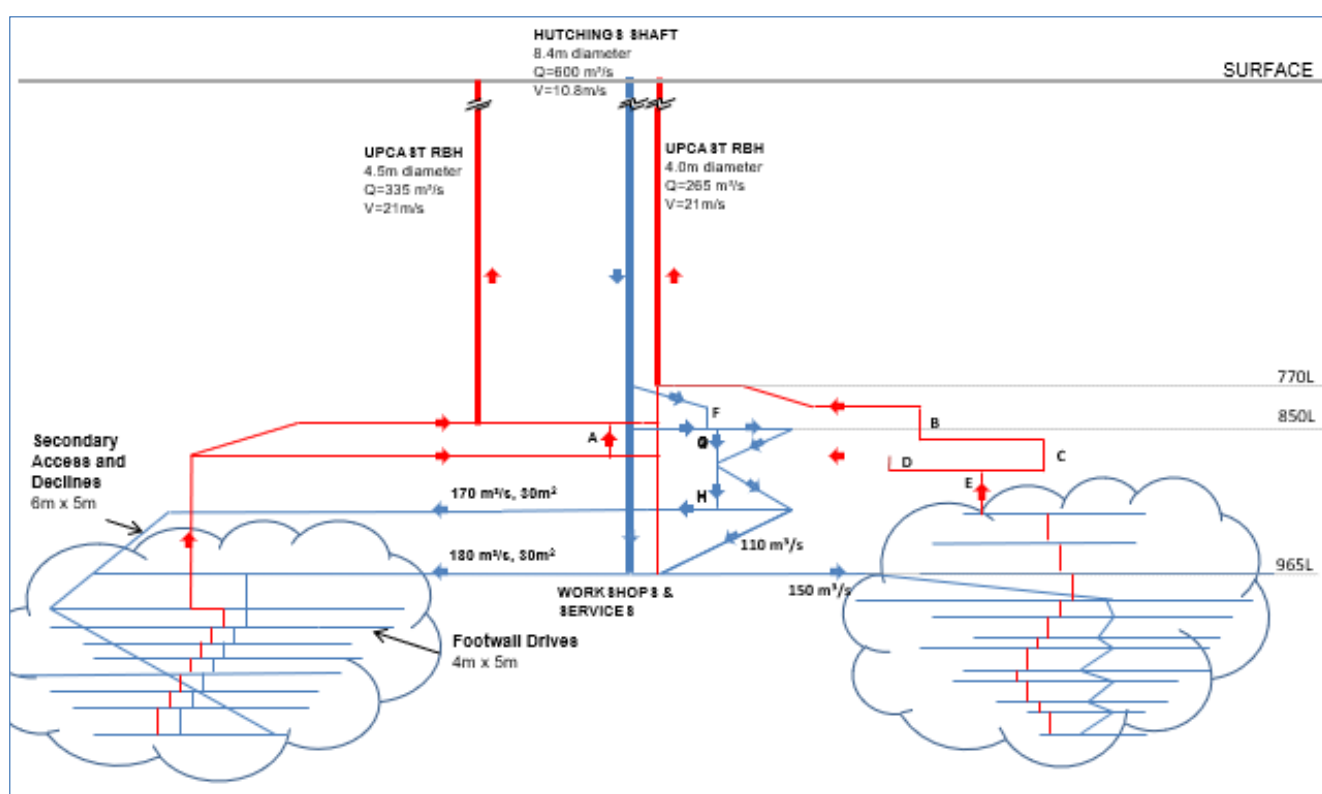 HUTCHINGS SHAFT
8.4m diameter
Q=600 m³/s
V=10.8m/s
SURFACE
UPCAST RBH
4.5m diameter
Q=335 m³/s
V=21m/s
UPCAST RBH
4.0m diameter
Q=265 m³/s
V=21m/s
770L
F
B
850L
A
Secondary
Access and
Declines
6m x 5m
C
D
E
170 m³/s, 30m²
H
110 m³/s
180 m³/s, 30m²
965L
150 m³/s
WORKSHOPS &
SERVICES
Footwall Drives
4m x 5m